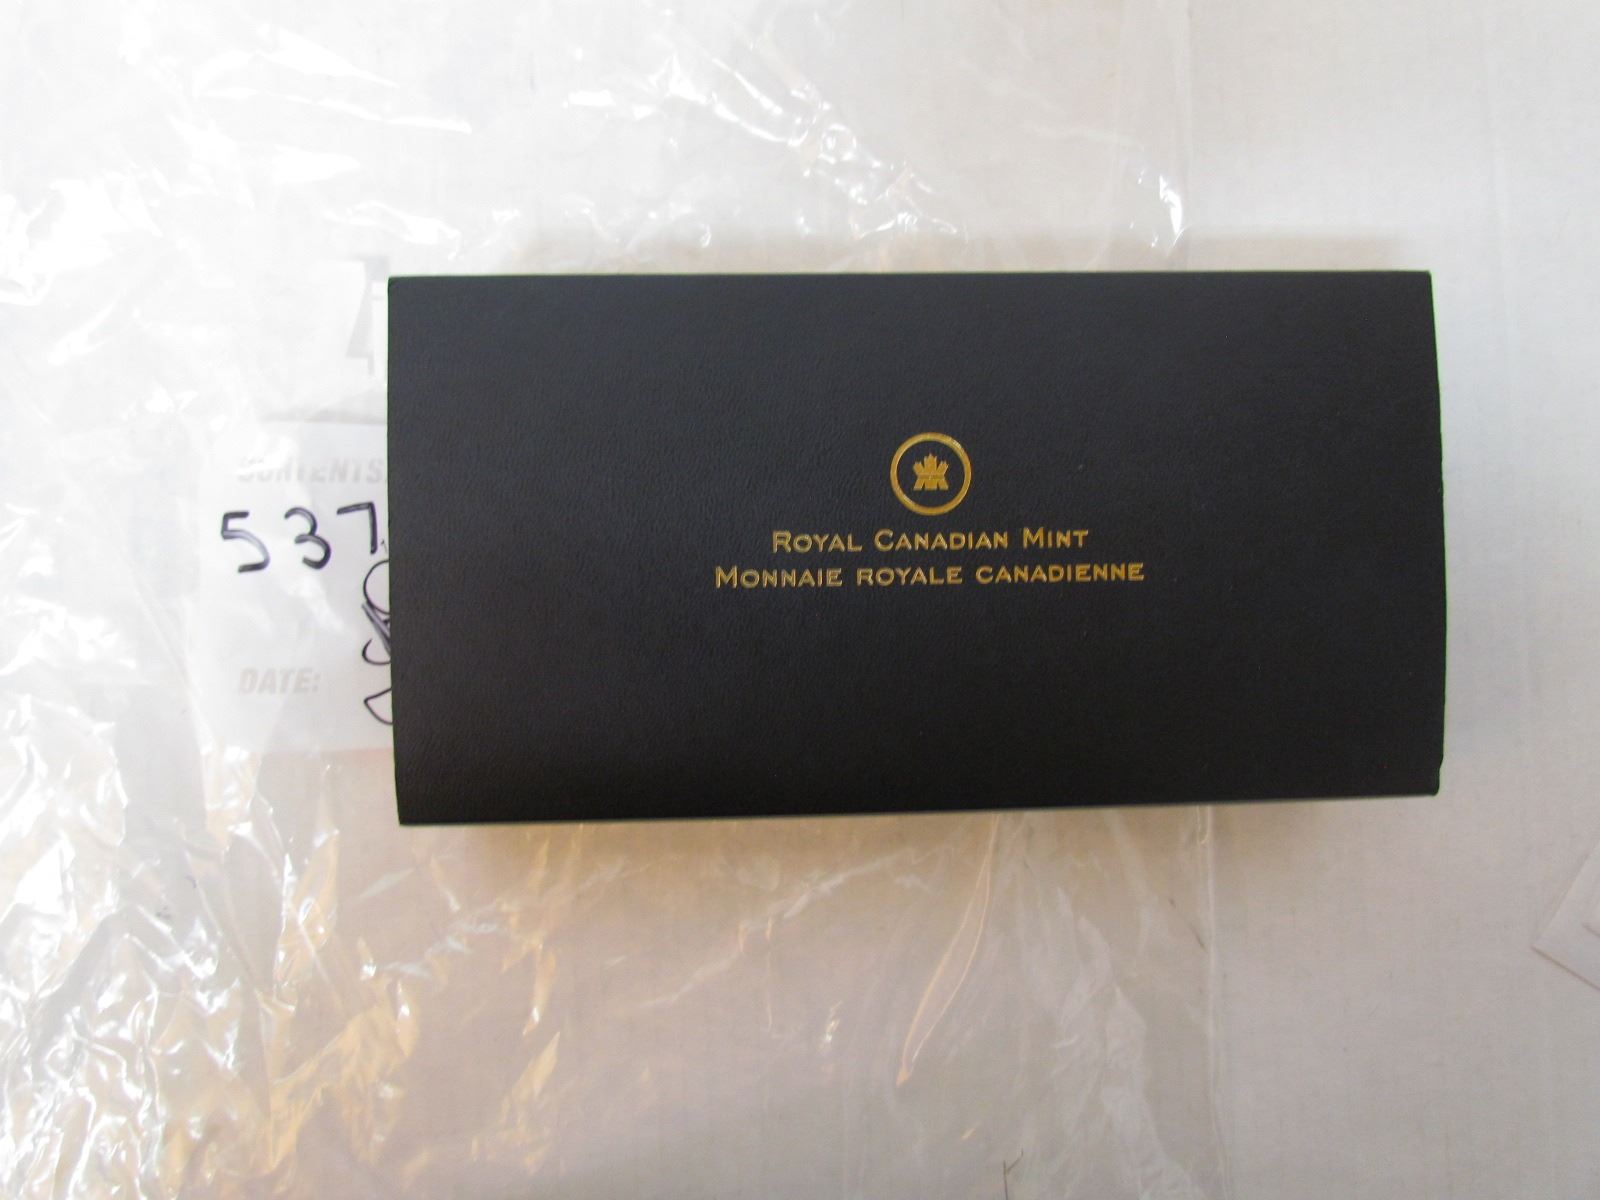 CONTENTS:
537
DATE:
ROYAL CANADIAN MINT
MONNAIE ROYALE CANADIENNE